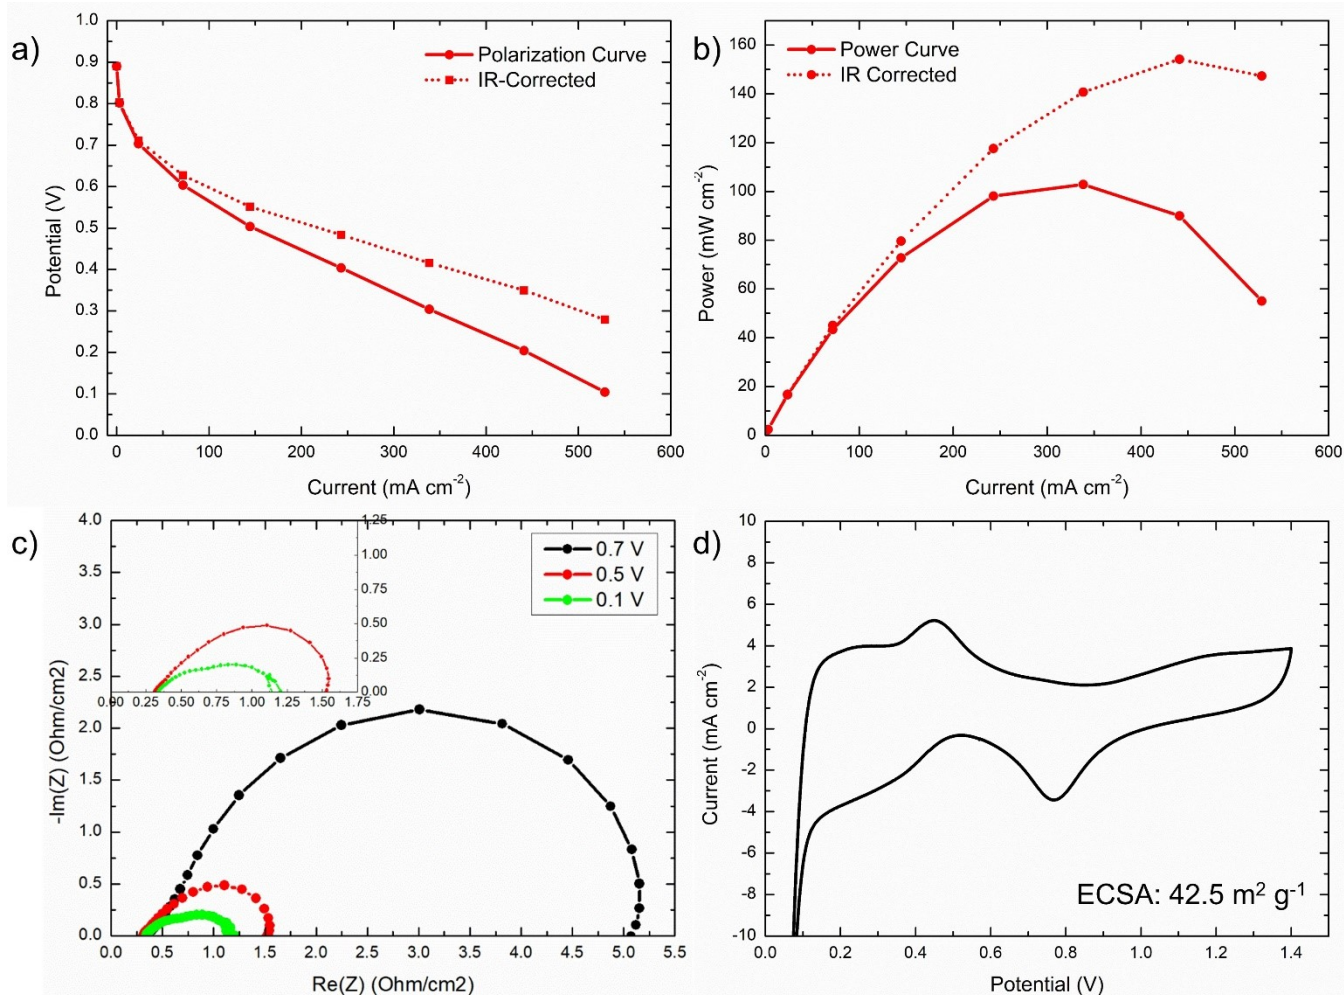 a)
Polarization Curve
IR-Corrected
1.0
0.9
0.8
0.7
0.6
0.5
0.4
0.3
0.2
0.1
0.0
Potential (V)
0 100 200 300 400 500 600
Current (mA cm-2)
b)
Power Curve
IR Corrected
160
140
120
100
80
60
40
20
0
Power (mW cm-2)
0 100 200 300 400 500 600
Current (mA cm-2)
c)
0.7 V
0.5 V
0.1 V
4.0
3.5
3.0
2.5
2.0
1.5
1.0
0.5
0.0
-Im(Z) (Ohm/cm2)
1.25
1.00
0.75
0.50
0.25
0.00
0.00 0.25 0.50 0.75 1.00 1.25 1.50 1.75
0.0 0.5 1.0 1.5 2.0 2.5 3.0 3.5 4.0 4.5 5.0 5.5
Re(Z) (Ohm/cm2)
d)
10
8
6
4
2
0
-2
-4
-6
-8
-10
Current (mA cm-2)
ECSA: 42.5 m2 g-1
0.0 0.2 0.4 0.6 0.8 1.0 1.2 1.4
Potential (V)